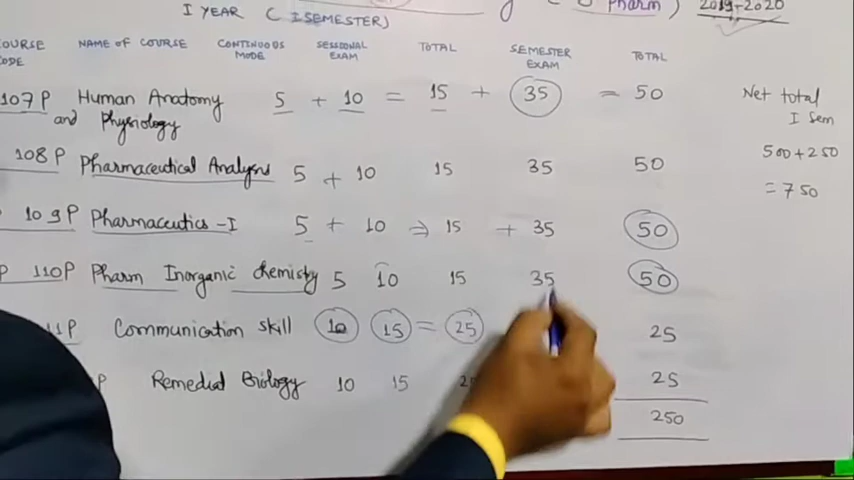 I YEAR ( I SEMESTER) Pharm ) 2019-2020
COURSE CODE NAME OF COURSE CONTINUOUS MODE SESSIONAL EXAM TOTAL SEMESTER EXAM TOTAL
107 P Human Anatomy and Physiology 5 + 10 = 15 + 35 = 50
108 P Pharmaceutical Analysis 5 + 10 15 35 50
109 P Pharmaceutics -I 5 + 10 ⇒ 15 + 35 50
P 110P Pharm Inorganic chemistry 5 10 15 35 50
11P Communication skill 10 15 = 25 25
P Remedial Biology 10 15 25
250
Net total
I Sem
500+250
= 750